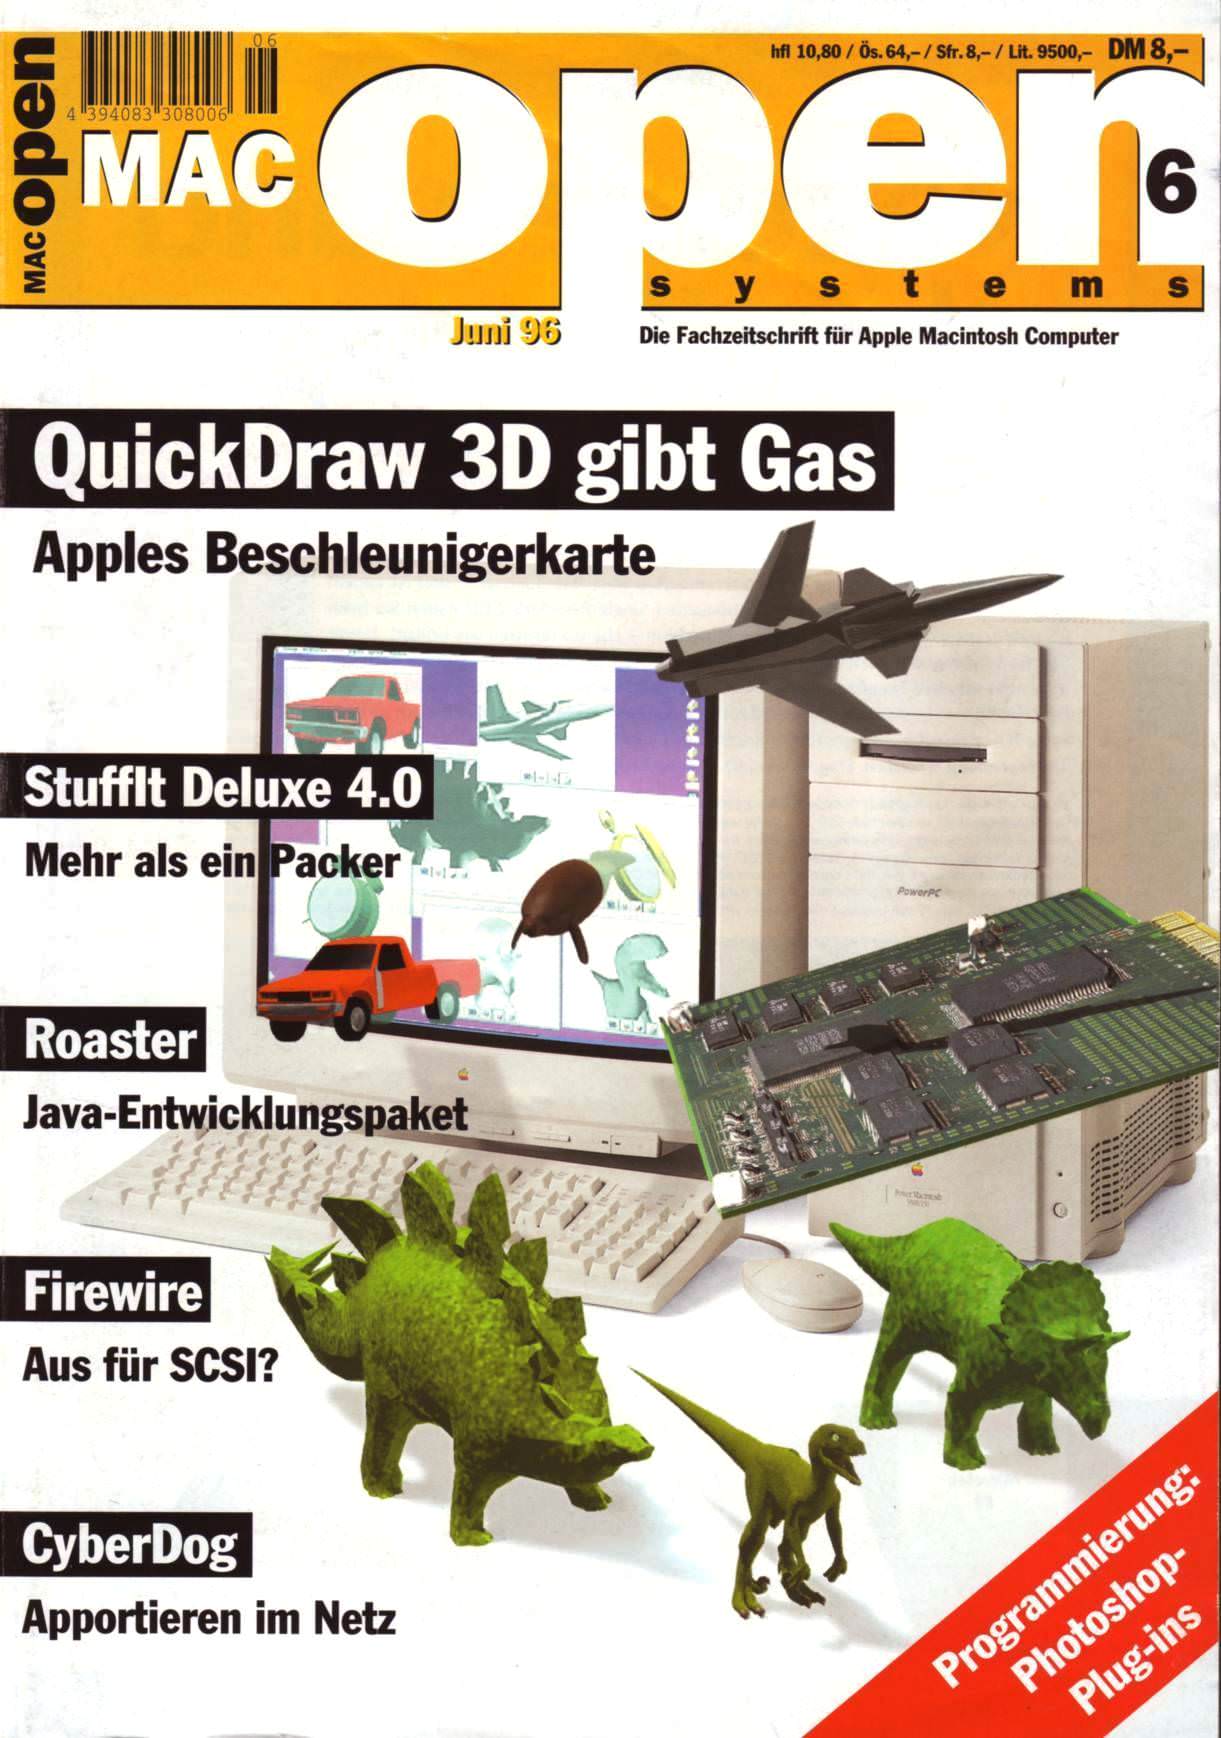 MAC open
06
4 394083 308006
hfl 10,80 / Ös. 64,– / Sfr. 8,– / Lit. 9500,– DM 8,–
MAC open 6
systems
Juni 96
Die Fachzeitschrift für Apple Macintosh Computer
QuickDraw 3D gibt Gas
Apples Beschleunigerkarte
StuffIt Deluxe 4.0
Mehr als ein Packer
PowerPC
Roaster
Java-Entwicklungspaket
Power Macintosh
Firewire
Aus für SCSI?
CyberDog
Apportieren im Netz
Programmierung:
Photoshop-
Plug-ins